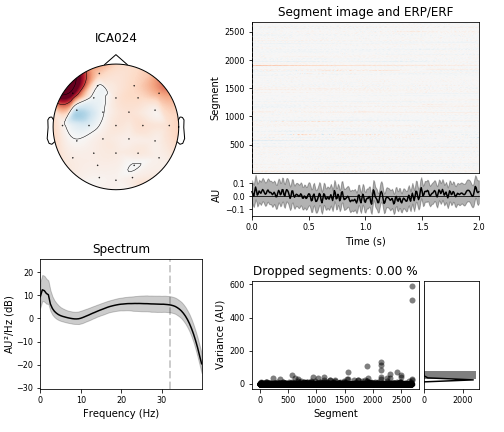 ICA024
Segment image and ERP/ERF
2500
2000
1500
1000
500
Segment
0.1
0.0
−0.1
AU
0.0 0.5 1.0 1.5 2.0
Time (s)
Spectrum
20
10
0
−10
−20
−30
AU²/Hz (dB)
0 10 20 30
Frequency (Hz)
Dropped segments: 0.00 %
600
400
200
0
Variance (AU)
0 500 1000 1500 2000 2500
Segment
0 2000